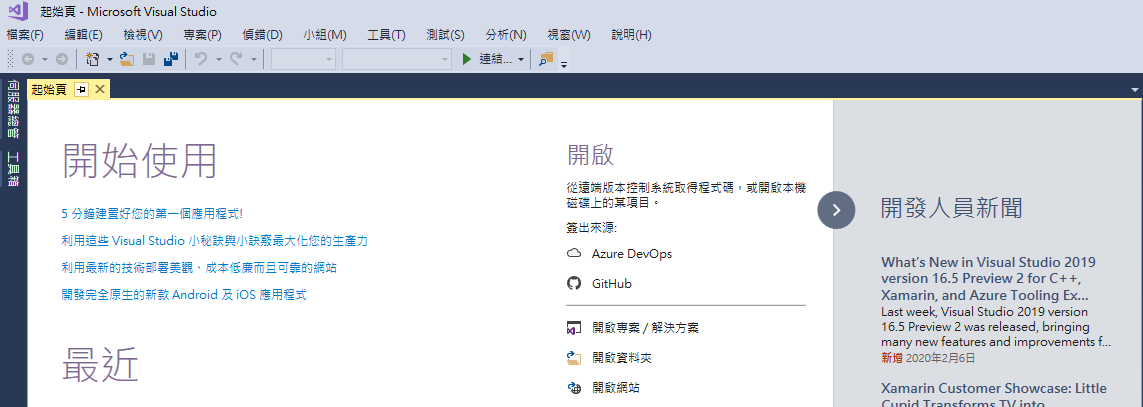 起始頁 - Microsoft Visual Studio
檔案(F) 編輯(E) 檢視(V) 專案(P) 偵錯(D) 小組(M) 工具(T) 測試(S) 分析(N) 視窗(W) 說明(H)
連結...
伺服器總管
工具箱
起始頁
開始使用
5 分鐘建置好您的第一個應用程式!
利用這些 Visual Studio 小秘訣與小訣竅最大化您的生產力
利用最新的技術部署美觀、成本低廉而且可靠的網站
開發完全原生的新款 Android 及 iOS 應用程式
最近
開啟
從遠端版本控制系統取得程式碼，或開啟本機
磁碟上的某項目。
簽出來源:
Azure DevOps
GitHub
開啟專案 / 解決方案
開啟資料夾
開啟網站
開發人員新聞
What's New in Visual Studio 2019
version 16.5 Preview 2 for C++,
Xamarin, and Azure Tooling Ex...
Last week, Visual Studio 2019 version
16.5 Preview 2 was released, bringing
many new features and improvements f...
新增 2020年2月6日
Xamarin Customer Showcase: Little
Cupid Transforms TV into